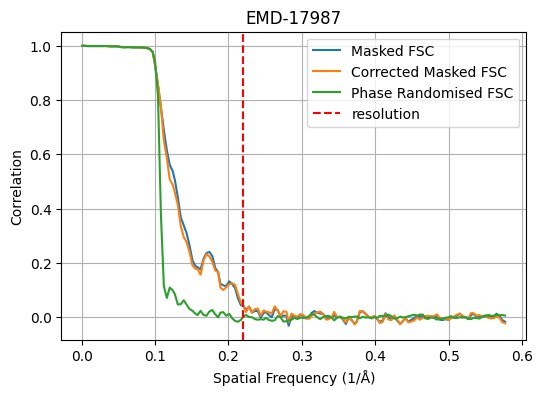 EMD-17987
Masked FSC
Corrected Masked FSC
Phase Randomised FSC
resolution
Correlation
1.0
0.8
0.6
0.4
0.2
0.0
0.0 0.1 0.2 0.3 0.4 0.5 0.6
Spatial Frequency (1/Å)